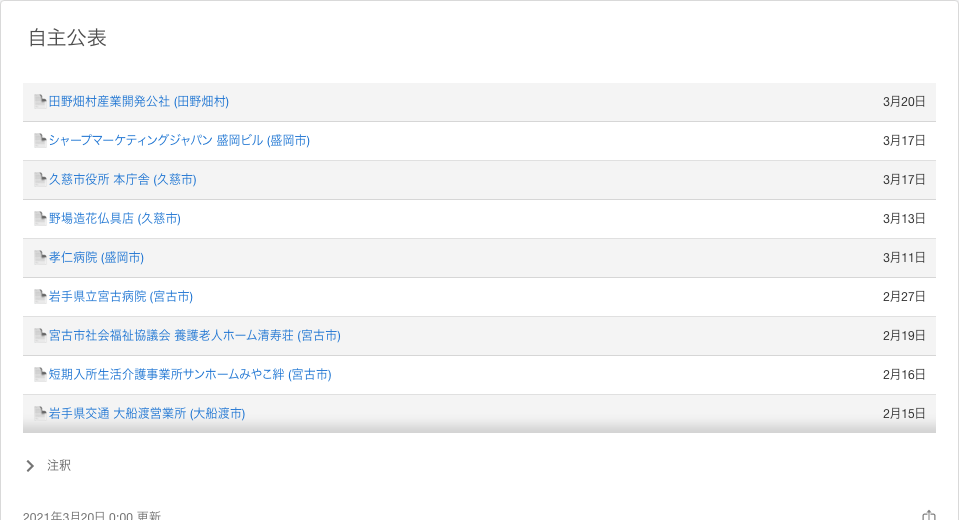 自主公表
田野畑村産業開発公社 (田野畑村) 3月20日
シャープマーケティングジャパン 盛岡ビル (盛岡市) 3月17日
久慈市役所 本庁舎 (久慈市) 3月17日
野場造花仏具店 (久慈市) 3月13日
孝仁病院 (盛岡市) 3月11日
岩手県立宮古病院 (宮古市) 2月27日
宮古市社会福祉協議会 養護老人ホーム清寿荘 (宮古市) 2月19日
短期入所生活介護事業所サンホームみやこ絆 (宮古市) 2月16日
岩手県交通 大船渡営業所 (大船渡市) 2月15日
注釈
2021年3月20日 0:00 更新